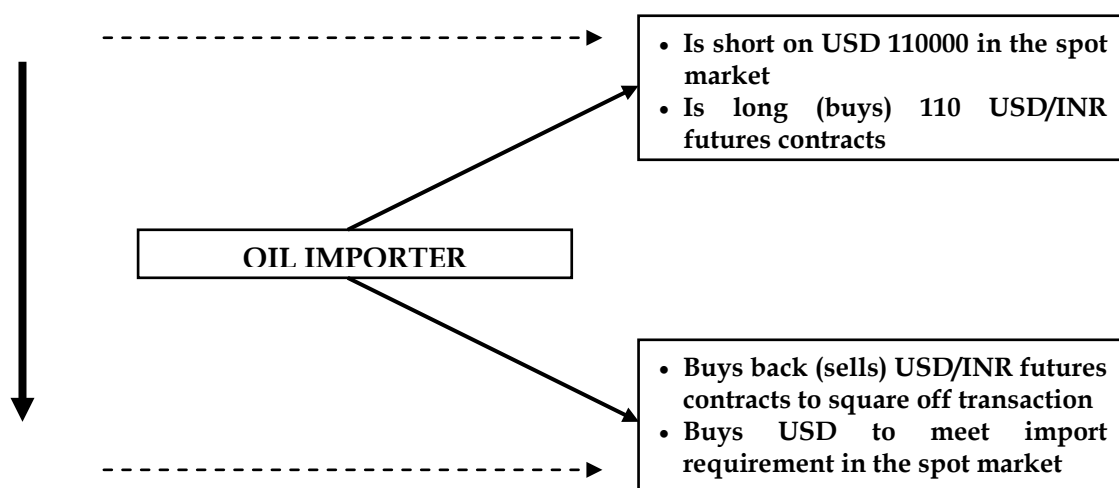 • Is short on USD 110000 in the spot
market
• Is long (buys) 110 USD/INR
futures contracts
OIL IMPORTER
• Buys back (sells) USD/INR futures
contracts to square off transaction
• Buys USD to meet import
requirement in the spot market